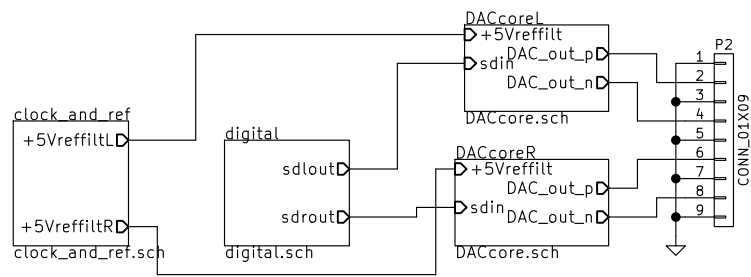 DACcoreL
+5Vreffilt
DAC_out_p
sdin
DAC_out_n
DACcore.sch
P2
1
2
3
4
5
6
7
8
9
CONN_01X09
clock_and_ref
+5VreffiltL
+5VreffiltR
clock_and_ref.sch
digital
sdlout
sdrout
digital.sch
DACcoreR
+5Vreffilt
DAC_out_p
sdin
DAC_out_n
DACcore.sch